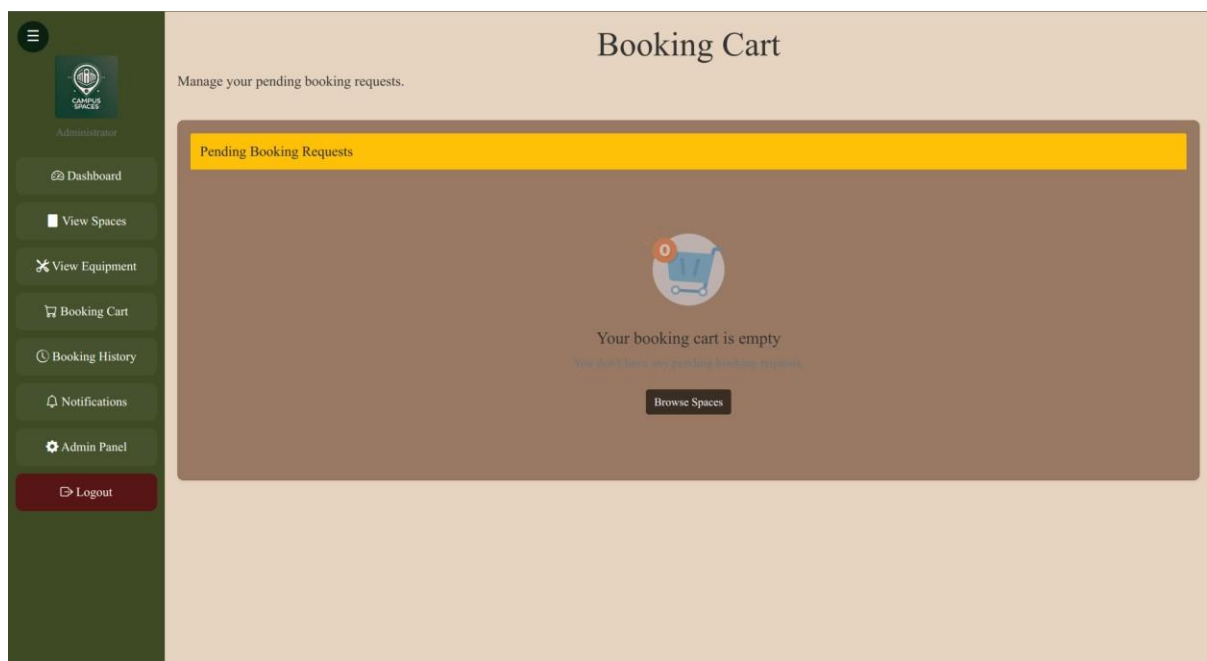 ☰
CAMPUS
SPACES
Administrator
Dashboard
View Spaces
View Equipment
Booking Cart
Booking History
Notifications
Admin Panel
Logout
Booking Cart
Manage your pending booking requests.
Pending Booking Requests
0
Your booking cart is empty
You don't have any pending booking requests.
Browse Spaces